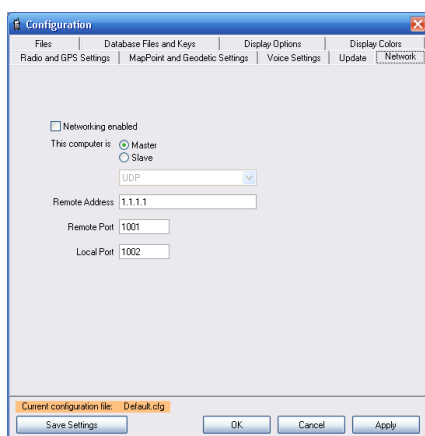 Configuration
Files Database Files and Keys Display Options Display Colors
Radio and GPS Settings MapPoint and Geodetic Settings Voice Settings Update Network
Networking enabled
This computer is Master
Slave
UDP
Remote Address 1.1.1.1
Remote Port 1001
Local Port 1002
Current configuration file: Default.cfg
Save Settings OK Cancel Apply